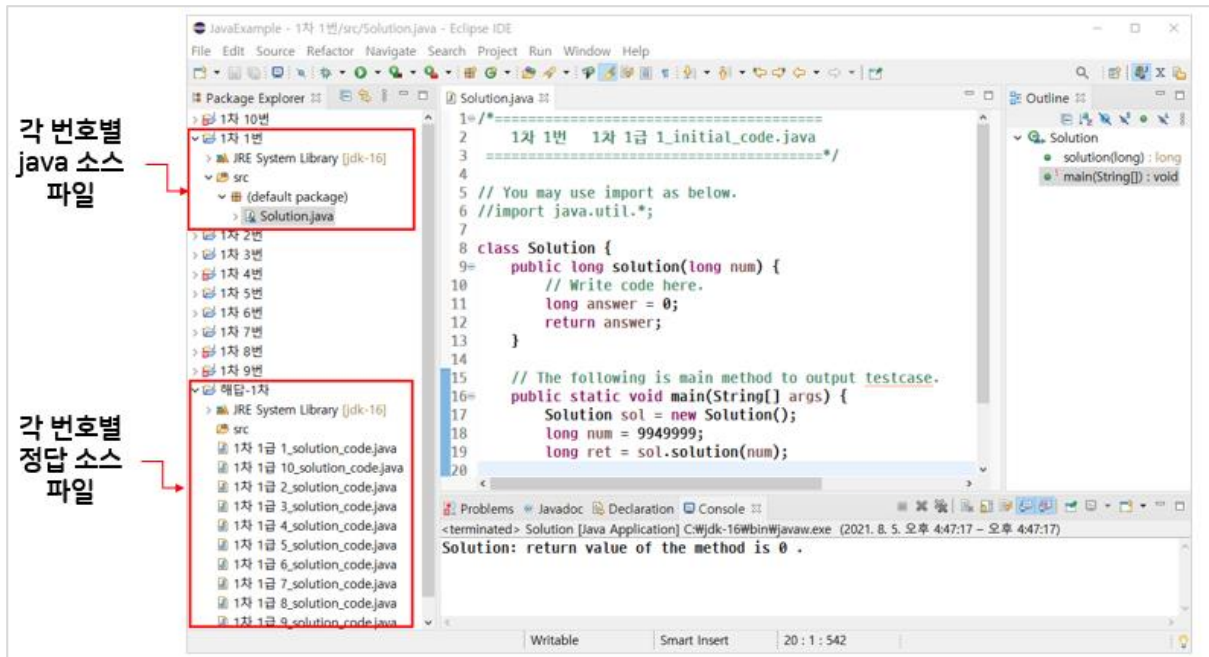 JavaExample - 1차 1번/src/Solution.java - Eclipse IDE
File Edit Source Refactor Navigate Search Project Run Window Help
각 번호별
java 소스
파일
각 번호별
정답 소스
파일
Package Explorer
1차 10번
1차 1번
JRE System Library [jdk-16]
src
(default package)
Solution.java
1차 2번
1차 3번
1차 4번
1차 5번
1차 6번
1차 7번
1차 8번
1차 9번
해답-1차
JRE System Library [jdk-16]
src
1차 1급 1_solution_code.java
1차 1급 10_solution_code.java
1차 1급 2_solution_code.java
1차 1급 3_solution_code.java
1차 1급 4_solution_code.java
1차 1급 5_solution_code.java
1차 1급 6_solution_code.java
1차 1급 7_solution_code.java
1차 1급 8_solution_code.java
1차 1급 9_solution_code.java
Solution.java
1 /*========================================
2 1차 1번 1차 1급 1_initial_code.java
3 ========================================*/
4
5 // You may use import as below.
6 //import java.util.*;
7
8 class Solution {
9 public long solution(long num) {
10 // Write code here.
11 long answer = 0;
12 return answer;
13 }
14
15 // The following is main method to output testcase.
16 public static void main(String[] args) {
17 Solution sol = new Solution();
18 long num = 9949999;
19 long ret = sol.solution(num);
20
Outline
Solution
solution(long) : long
main(String[]) : void
Problems Javadoc Declaration Console
<terminated> Solution [Java Application] C:₩jdk-16₩bin₩javaw.exe (2021. 8. 5. 오후 4:47:17 – 오후 4:47:17)
Solution: return value of the method is 0 .
Writable Smart Insert 20 : 1 : 542